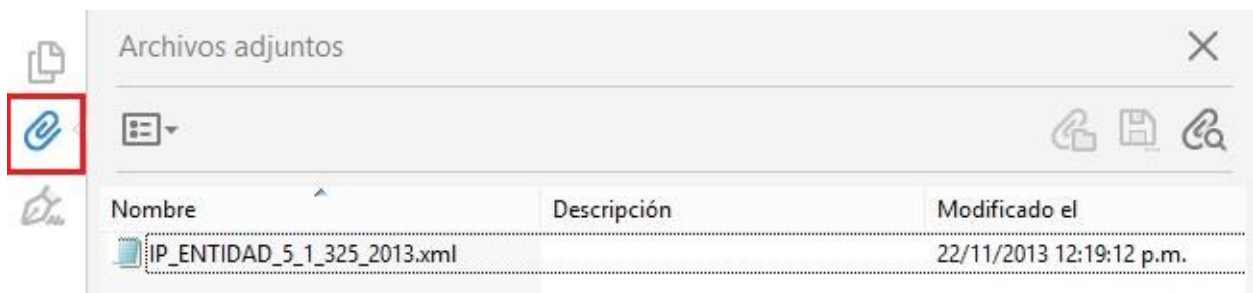 Archivos adjuntos
Nombre Descripción Modificado el
IP_ENTIDAD_5_1_325_2013.xml 22/11/2013 12:19:12 p.m.